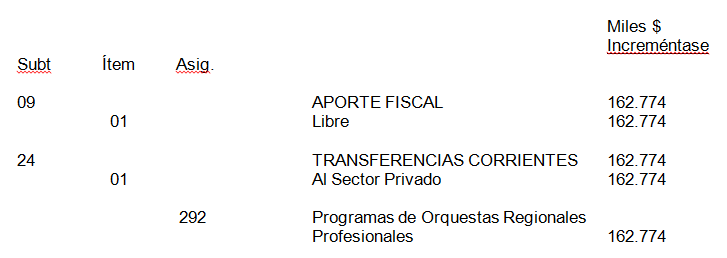 Miles $
Increméntase
Subt Ítem Asig.
09 APORTE FISCAL 162.774
01 Libre 162.774
24 TRANSFERENCIAS CORRIENTES 162.774
01 Al Sector Privado 162.774
292 Programas de Orquestas Regionales
Profesionales 162.774